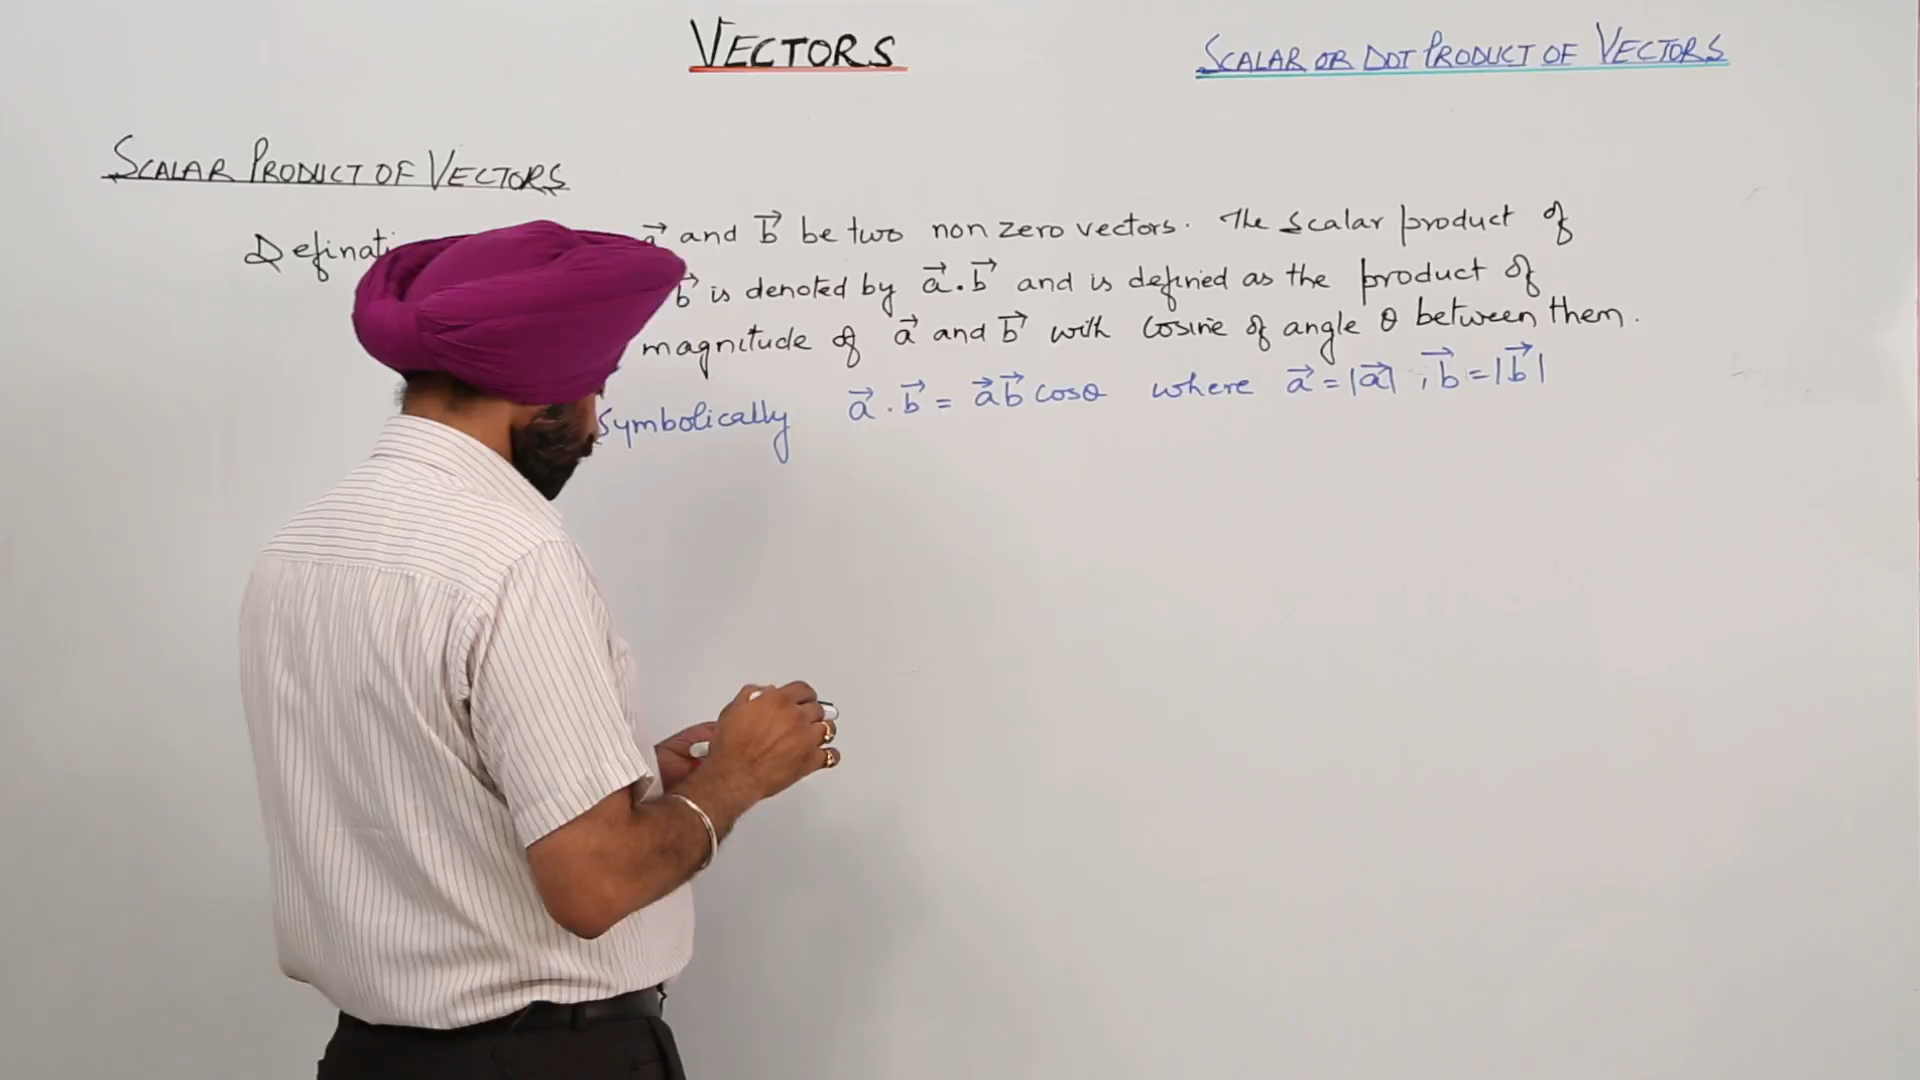 VECTORS
SCALAR OR DOT PRODUCT OF VECTORS
SCALAR PRODUCT OF VECTORS
Definati a⃗ and b⃗ be two non zero vectors. The scalar product of
b⃗ is denoted by a⃗.b⃗ and is defined as the product of
magnitude of a⃗ and b⃗ with cosine of angle θ between them.
Symbolically a⃗.b⃗ = a⃗b⃗ cosθ where a⃗ = |a⃗| , b⃗ = |b⃗|